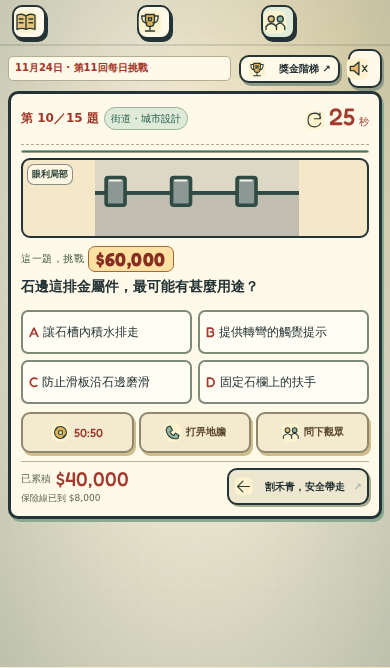 11月24日 · 第11回每日挑戰
獎金階梯 ↗
第 10／15 題
街道 · 城市設計
25 秒
眼利局部
這一題，挑戰 $60,000
石邊這排金屬件，最可能有甚麼用途？
A 讓石槽內積水排走
B 提供轉彎的觸覺提示
C 防止滑板沿石邊磨滑
D 固定石欄上的扶手
50:50
打畀地膽
問下觀眾
已累積 $40,000
保險線已到 $8,000
割禾青，安全帶走 ↗